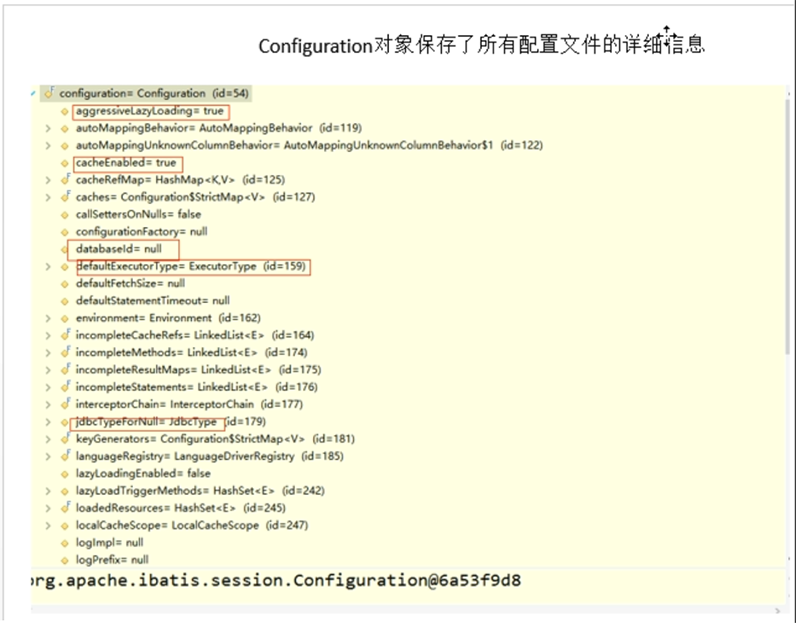 Configuration对象保存了所有配置文件的详细信息
configuration= Configuration (id=54)
aggressiveLazyLoading= true
autoMappingBehavior= AutoMappingBehavior (id=119)
autoMappingUnknownColumnBehavior= AutoMappingUnknownColumnBehavior$1 (id=122)
cacheEnabled= true
cacheRefMap= HashMap<K,V> (id=125)
caches= Configuration$StrictMap<V> (id=127)
callSettersOnNulls= false
configurationFactory= null
databaseId= null
defaultExecutorType= ExecutorType (id=159)
defaultFetchSize= null
defaultStatementTimeout= null
environment= Environment (id=162)
incompleteCacheRefs= LinkedList<E> (id=164)
incompleteMethods= LinkedList<E> (id=174)
incompleteResultMaps= LinkedList<E> (id=175)
incompleteStatements= LinkedList<E> (id=176)
interceptorChain= InterceptorChain (id=177)
jdbcTypeForNull= JdbcType (id=179)
keyGenerators= Configuration$StrictMap<V> (id=181)
languageRegistry= LanguageDriverRegistry (id=185)
lazyLoadingEnabled= false
lazyLoadTriggerMethods= HashSet<E> (id=242)
loadedResources= HashSet<E> (id=245)
localCacheScope= LocalCacheScope (id=247)
logImpl= null
logPrefix= null
org.apache.ibatis.session.Configuration@6a53f9d8